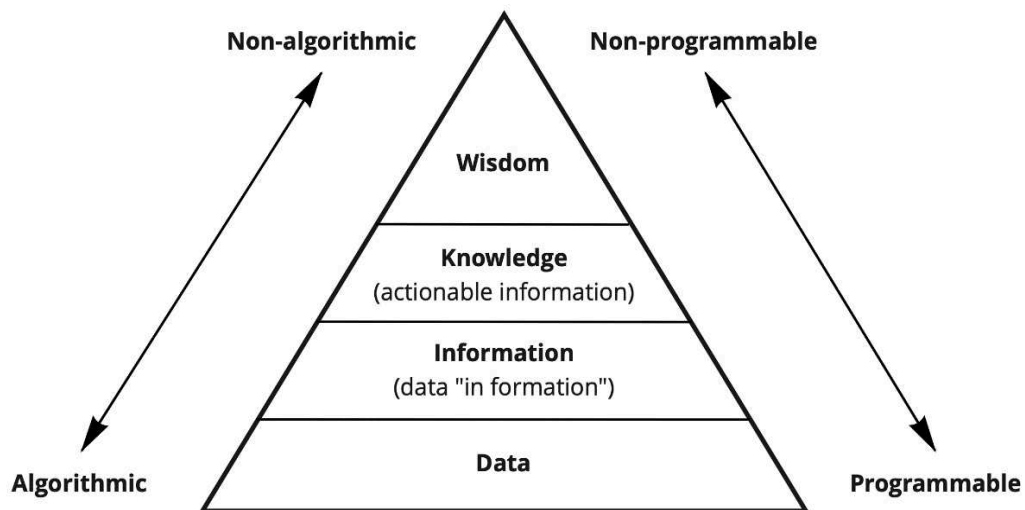 Non-algorithmic
Non-programmable
Wisdom
Knowledge
(actionable information)
Information
(data "in formation")
Data
Algorithmic
Programmable